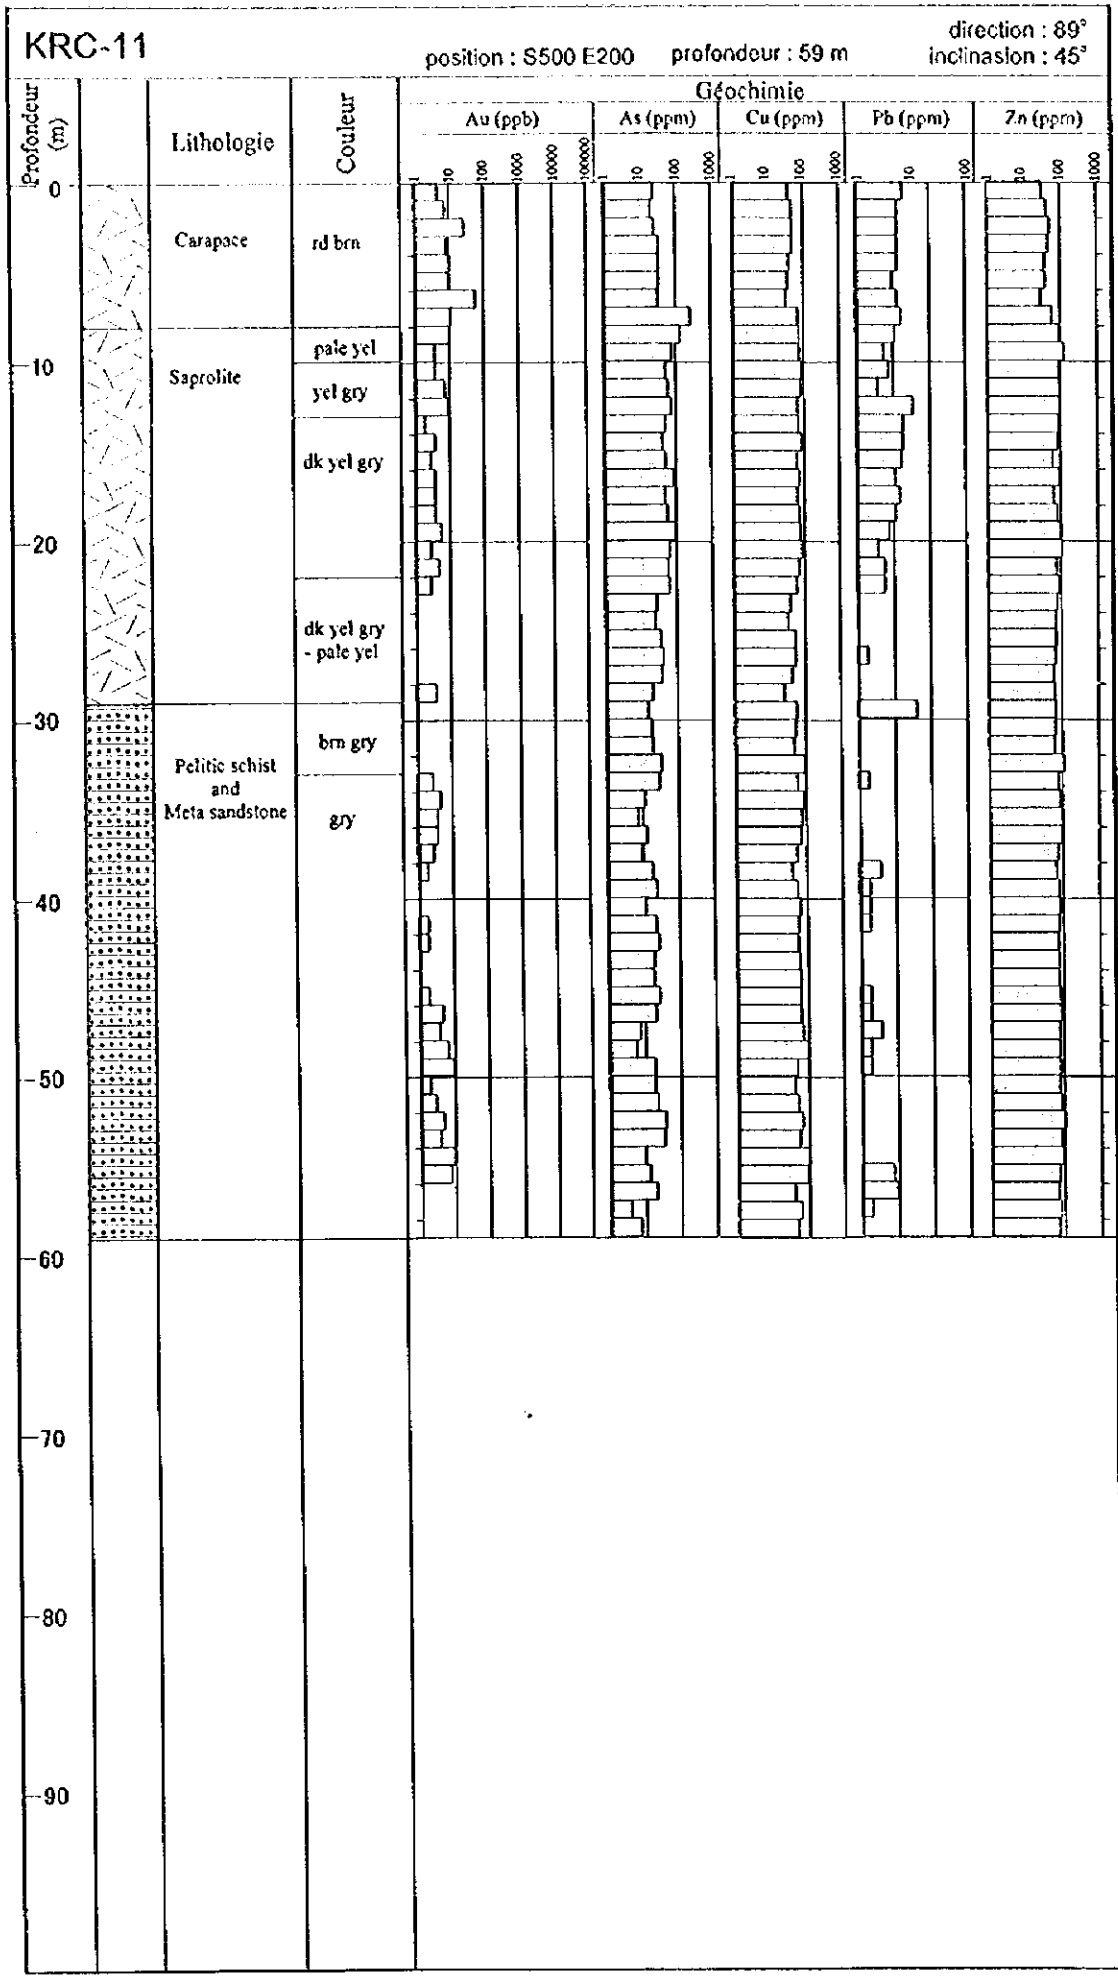 KRC-11
position : S500 E200
profondeur : 59 m
direction : 89°
inclinasion : 45°
Profondeur
(m)
Lithologie
Couleur
Géochimie
Au (ppb)
As (ppm)
Cu (ppm)
Pb (ppm)
Zn (ppm)
1 10 100 1000 10000 100000
1 10 100 1000
1 10 100 1000
1 10 100
1 10 100 1000
0
Carapace
rd brn
pale yel
10
Saprolite
yel gry
dk yel gry
20
dk yel gry
- pale yel
30
brn gry
Pelitic schist
and
Meta sandstone
gry
40
50
60
70
80
90